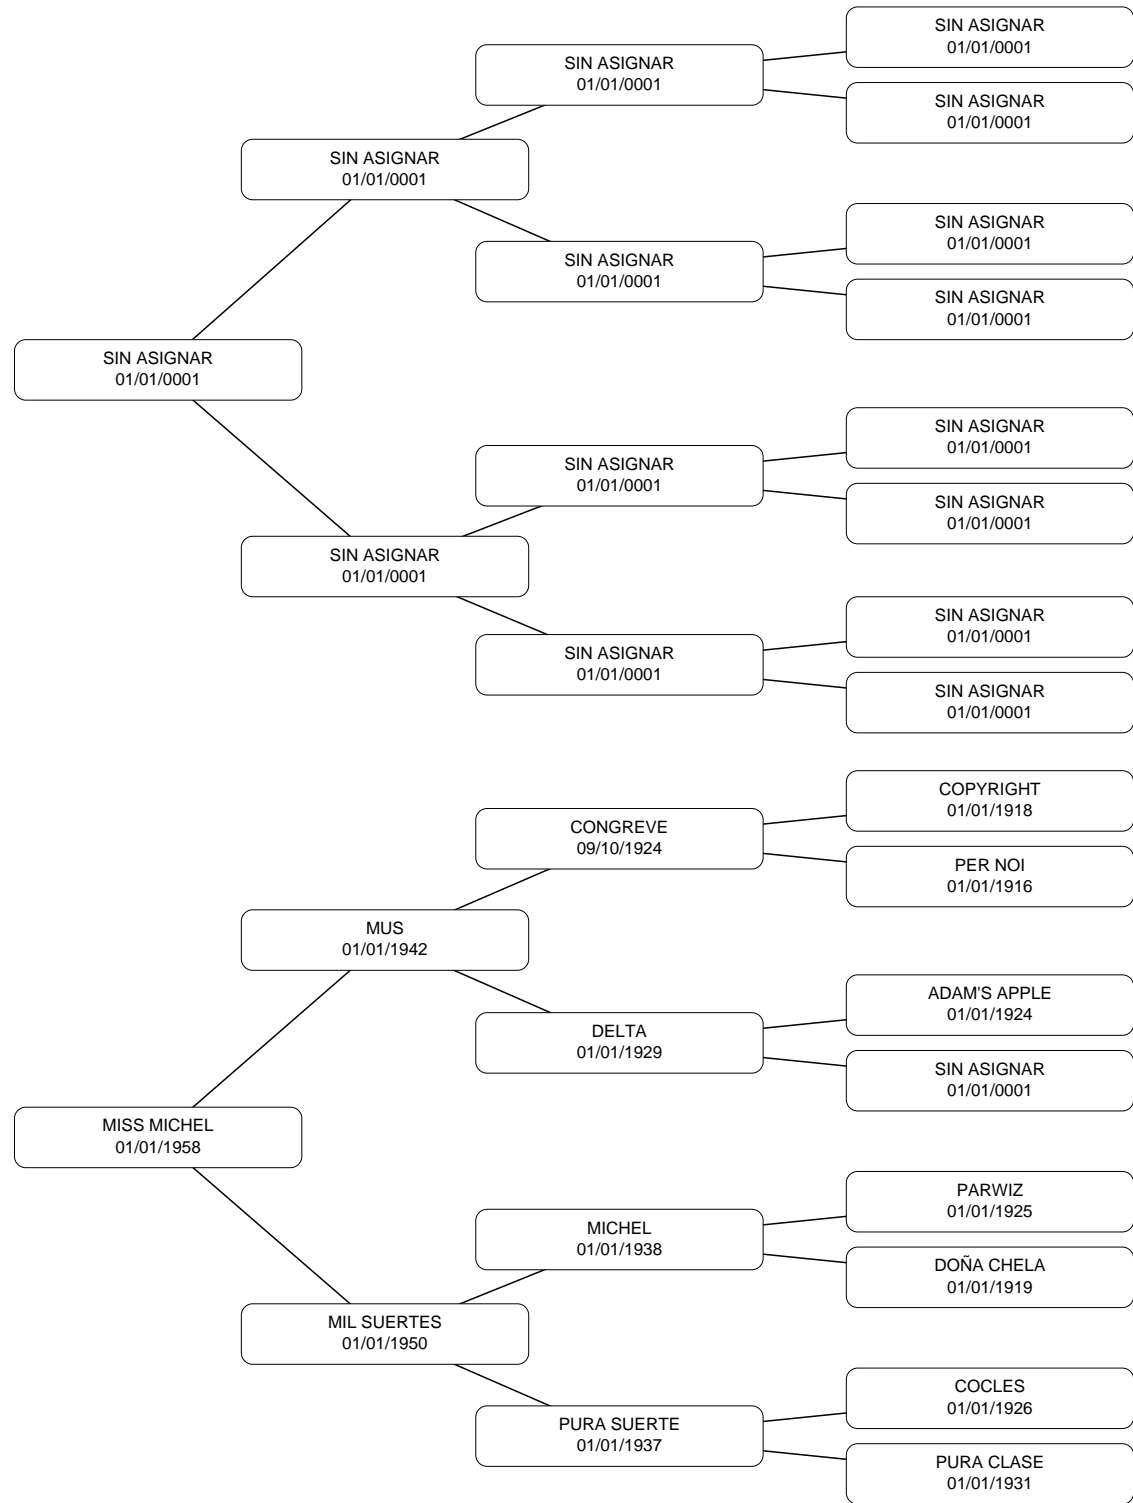 SIN ASIGNAR
01/01/0001
SIN ASIGNAR
01/01/0001
SIN ASIGNAR
01/01/0001
SIN ASIGNAR
01/01/0001
SIN ASIGNAR
01/01/0001
SIN ASIGNAR
01/01/0001
SIN ASIGNAR
01/01/0001
SIN ASIGNAR
01/01/0001
SIN ASIGNAR
01/01/0001
SIN ASIGNAR
01/01/0001
SIN ASIGNAR
01/01/0001
SIN ASIGNAR
01/01/0001
SIN ASIGNAR
01/01/0001
SIN ASIGNAR
01/01/0001
SIN ASIGNAR
01/01/0001
COPYRIGHT
01/01/1918
CONGREVE
09/10/1924
PER NOI
01/01/1916
MUS
01/01/1942
ADAM'S APPLE
01/01/1924
DELTA
01/01/1929
SIN ASIGNAR
01/01/0001
MISS MICHEL
01/01/1958
PARWIZ
01/01/1925
MICHEL
01/01/1938
DOÑA CHELA
01/01/1919
MIL SUERTES
01/01/1950
COCLES
01/01/1926
PURA SUERTE
01/01/1937
PURA CLASE
01/01/1931